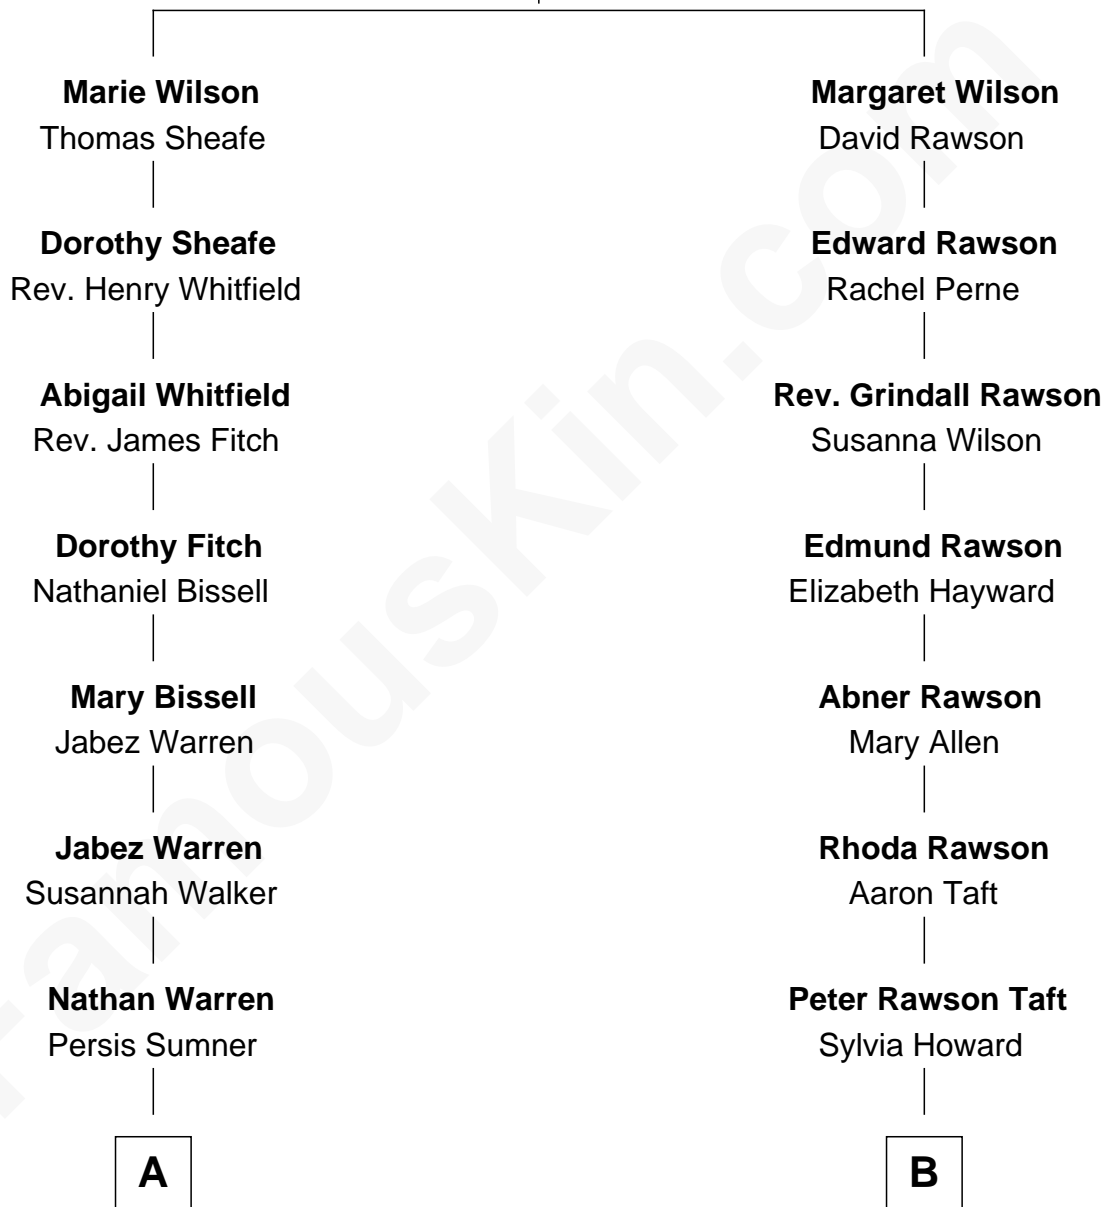 Marie Wilson
Thomas Sheafe
Dorothy Sheafe
Rev. Henry Whitfield
Abigail Whitfield
Rev. James Fitch
Dorothy Fitch
Nathaniel Bissell
Mary Bissell
Jabez Warren
Jabez Warren
Susannah Walker
Nathan Warren
Persis Sumner
A
Margaret Wilson
David Rawson
Edward Rawson
Rachel Perne
Rev. Grindall Rawson
Susanna Wilson
Edmund Rawson
Elizabeth Hayward
Abner Rawson
Mary Allen
Rhoda Rawson
Aaron Taft
Peter Rawson Taft
Sylvia Howard
B
FamousKin.com